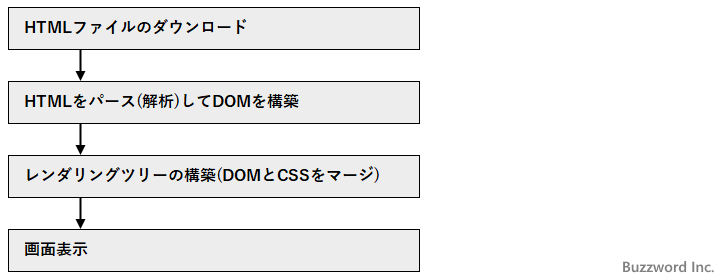 HTMLファイルのダウンロード
HTMLをパース(解析)してDOMを構築
レンダリングツリーの構築(DOMとCSSをマージ)
画面表示
Buzzword Inc.